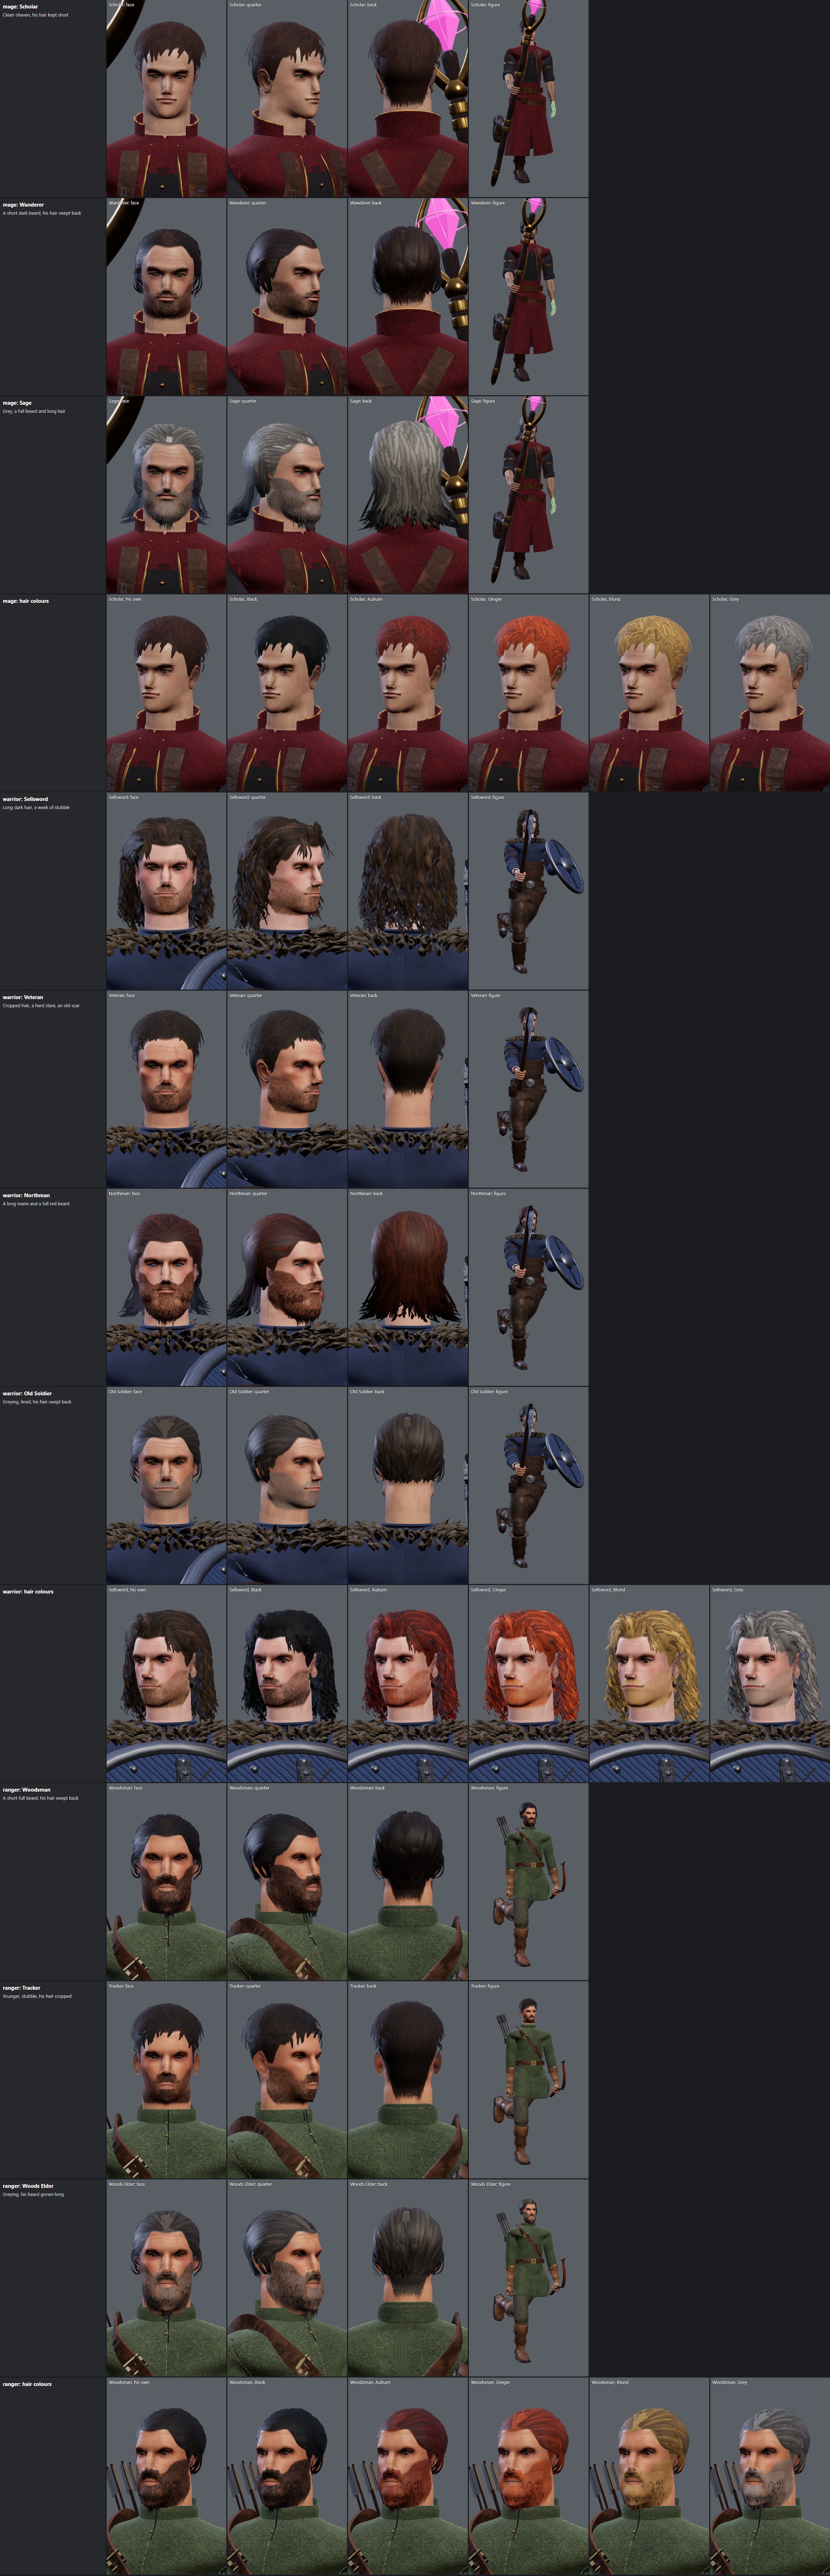 mage: Scholar
Clean-shaven, his hair kept short
Scholar: face
Scholar: quarter
Scholar: back
Scholar: figure
mage: Wanderer
A short dark beard, his hair swept back
Wanderer: face
Wanderer: quarter
Wanderer: back
Wanderer: figure
mage: Sage
Grey, a full beard and long hair
Sage: face
Sage: quarter
Sage: back
Sage: figure
mage: hair colours
Scholar, his own
Scholar, Black
Scholar, Auburn
Scholar, Ginger
Scholar, Blond
Scholar, Grey
warrior: Sellsword
Long dark hair, a week of stubble
Sellsword: face
Sellsword: quarter
Sellsword: back
Sellsword: figure
warrior: Veteran
Cropped hair, a hard stare, an old scar
Veteran: face
Veteran: quarter
Veteran: back
Veteran: figure
warrior: Northman
A long mane and a full red beard
Northman: face
Northman: quarter
Northman: back
Northman: figure
warrior: Old Soldier
Greying, lined, his hair swept back
Old Soldier: face
Old Soldier: quarter
Old Soldier: back
Old Soldier: figure
warrior: hair colours
Sellsword, his own
Sellsword, Black
Sellsword, Auburn
Sellsword, Ginger
Sellsword, Blond
Sellsword, Grey
ranger: Woodsman
A short full beard, his hair swept back
Woodsman: face
Woodsman: quarter
Woodsman: back
Woodsman: figure
ranger: Tracker
Younger, stubble, his hair cropped
Tracker: face
Tracker: quarter
Tracker: back
Tracker: figure
ranger: Woods Elder
Greying, his beard grown long
Woods Elder: face
Woods Elder: quarter
Woods Elder: back
Woods Elder: figure
ranger: hair colours
Woodsman, his own
Woodsman, Black
Woodsman, Auburn
Woodsman, Ginger
Woodsman, Blond
Woodsman, Grey